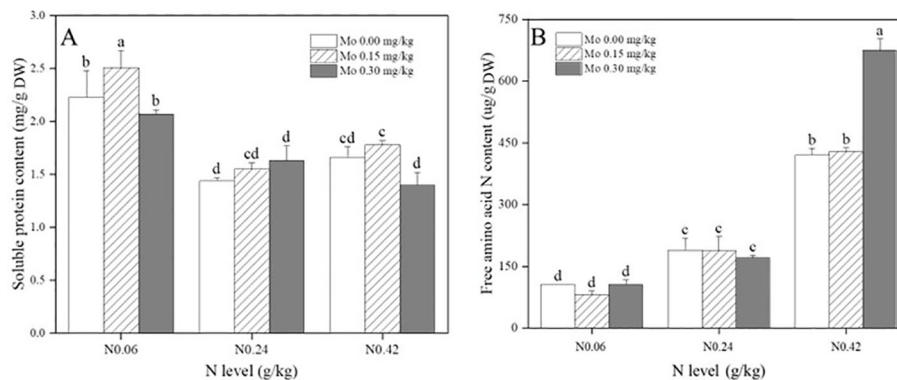 A
Mo 0.00 mg/kg
Mo 0.15 mg/kg
Mo 0.30 mg/kg
Soluble protein content (mg/g DW)
3.0
2.5
2.0
1.5
1.0
0.5
0.0
b
a
b
d
cd
d
cd
c
d
N0.06
N0.24
N0.42
N level (g/kg)
B
Mo 0.00 mg/kg
Mo 0.15 mg/kg
Mo 0.30 mg/kg
Free amino acid N content (ug/g DW)
750
600
450
300
150
0
d
d
d
c
c
c
b
b
a
N0.06
N0.24
N0.42
N level (g/kg)